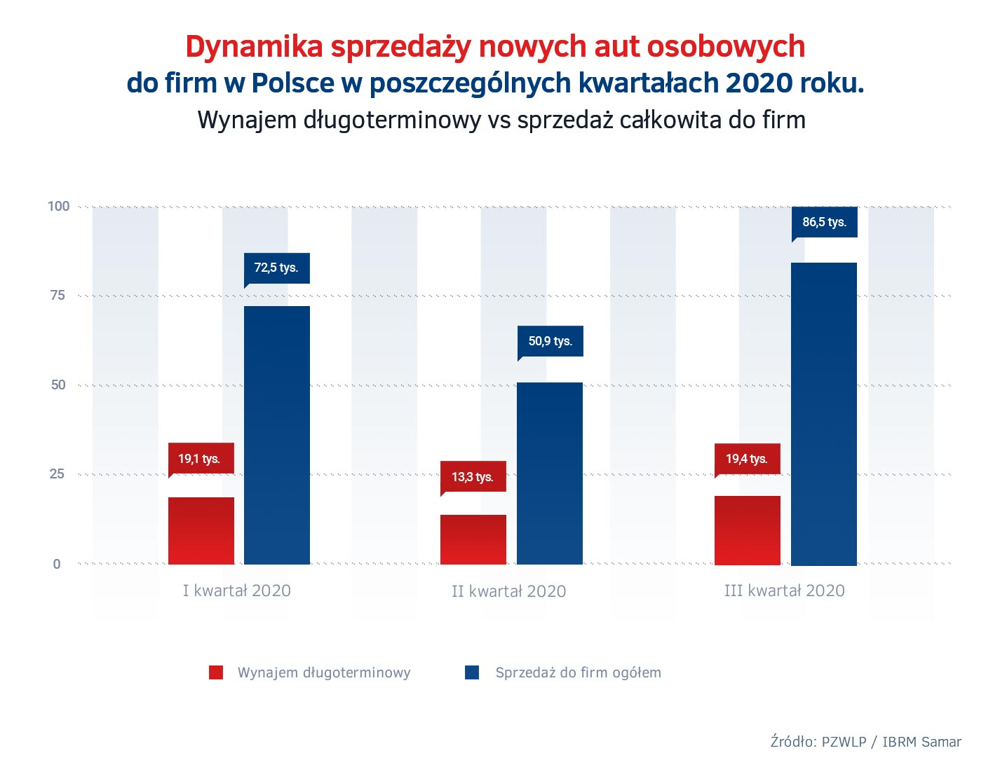 Dynamika sprzedaży nowych aut osobowych
do firm w Polsce w poszczególnych kwartałach 2020 roku.
Wynajem długoterminowy vs sprzedaż całkowita do firm
100
75
50
25
0
19,1 tys.
72,5 tys.
13,3 tys.
50,9 tys.
19,4 tys.
86,5 tys.
I kwartał 2020
II kwartał 2020
III kwartał 2020
Wynajem długoterminowy
Sprzedaż do firm ogółem
Źródło: PZWLP / IBRM Samar